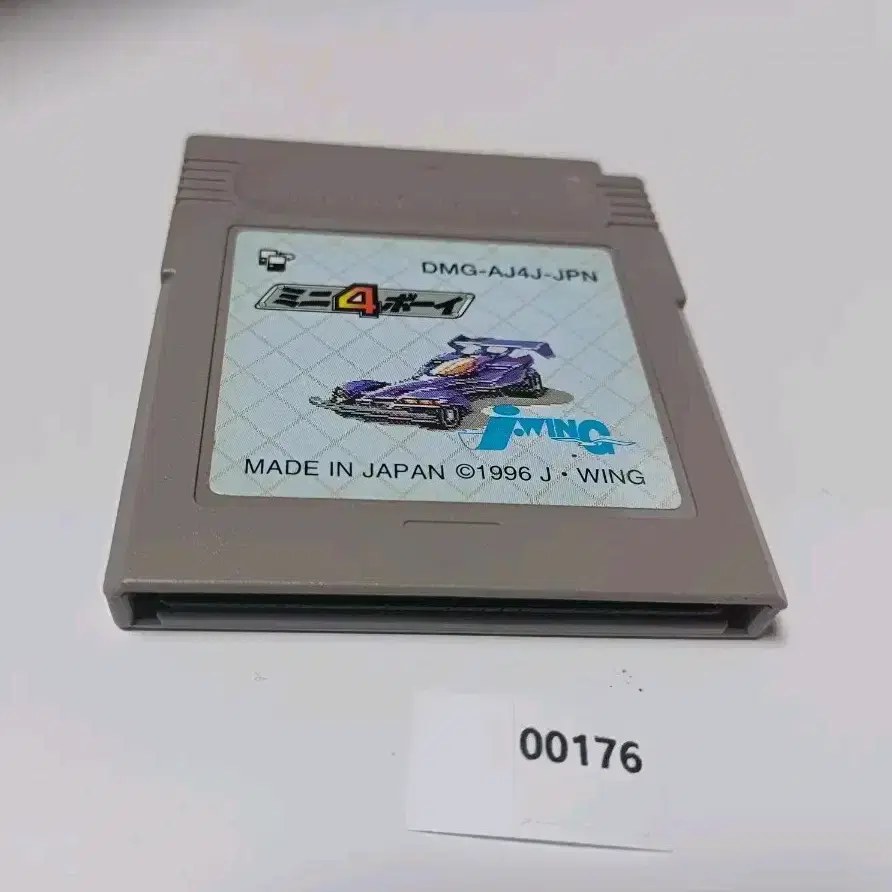 DMG-AJ4J-JPN
ミニ4ボーイ
j.WING
MADE IN JAPAN ©1996 J・WING
00176